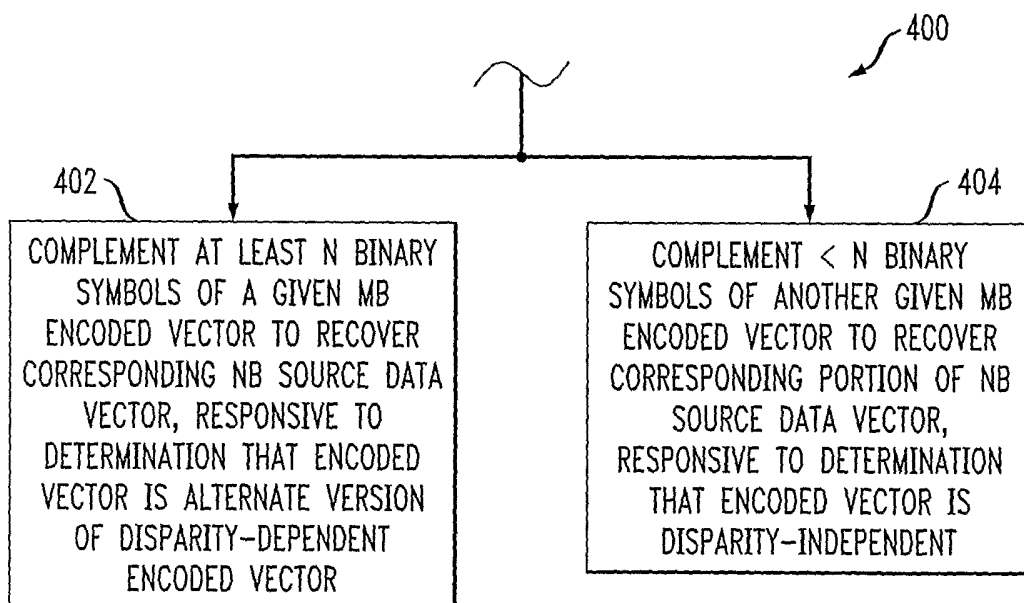 400
402
COMPLEMENT AT LEAST N BINARY
SYMBOLS OF A GIVEN MB
ENCODED VECTOR TO RECOVER
CORRESPONDING NB SOURCE DATA
VECTOR, RESPONSIVE TO
DETERMINATION THAT ENCODED
VECTOR IS ALTERNATE VERSION
OF DISPARITY-DEPENDENT
ENCODED VECTOR
404
COMPLEMENT < N BINARY
SYMBOLS OF ANOTHER GIVEN MB
ENCODED VECTOR TO RECOVER
CORRESPONDING PORTION OF NB
SOURCE DATA VECTOR,
RESPONSIVE TO DETERMINATION
THAT ENCODED VECTOR IS
DISPARITY-INDEPENDENT